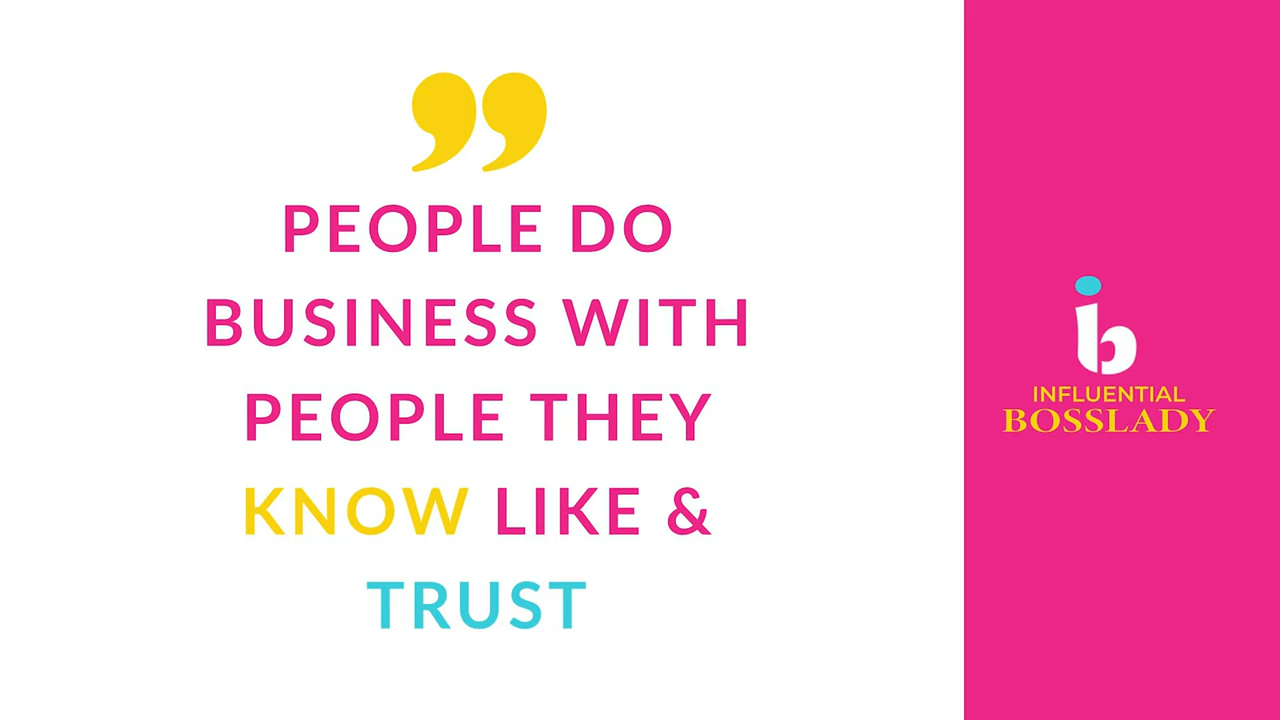 ”
PEOPLE DO
BUSINESS WITH
PEOPLE THEY
KNOW LIKE &
TRUST
ib
INFLUENTIAL
BOSSLADY